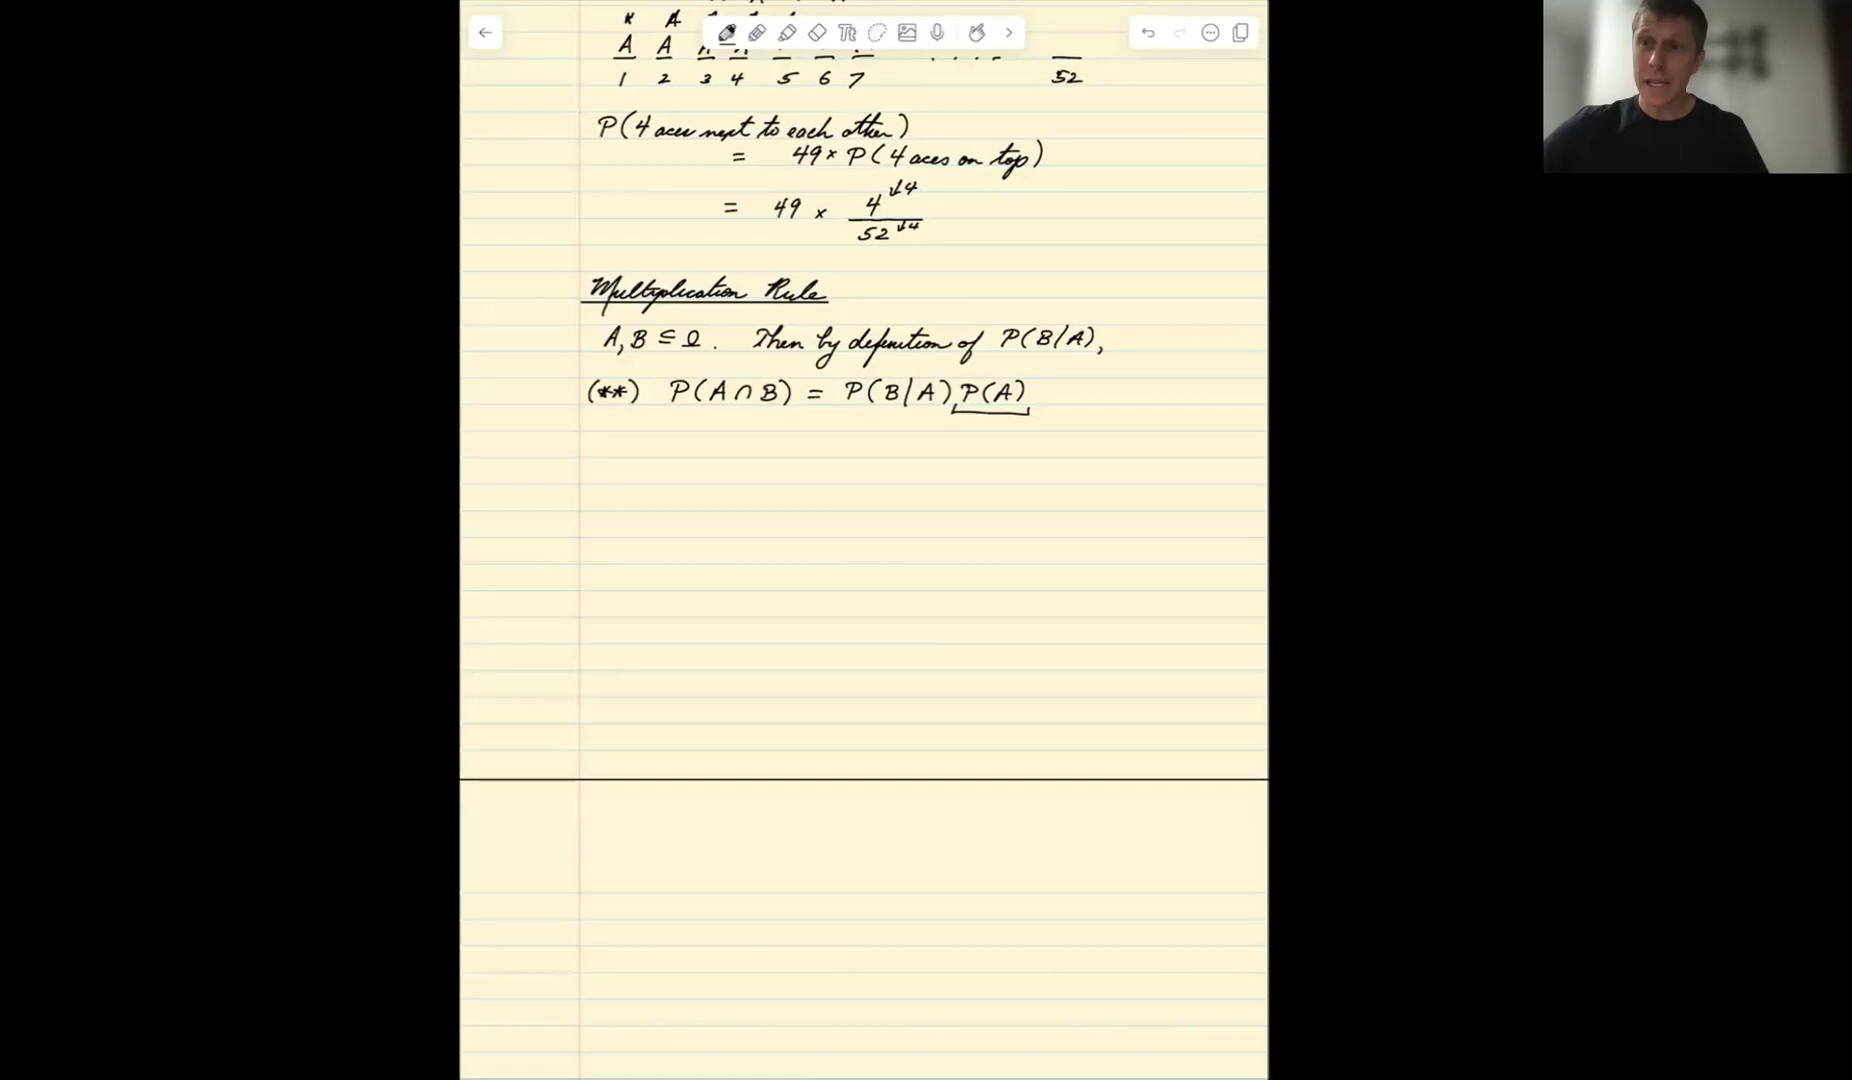 * A
A A
1 2 3 4 5 6 7 .... 52
P(4 aces next to each other)
= 49 × P(4 aces on top)
= 49 × 4^↓4 / 52^↓4
Multiplication Rule
A, B ⊆ Ω. Then by definition of P(B|A),
(**) P(A ∩ B) = P(B|A) P(A)